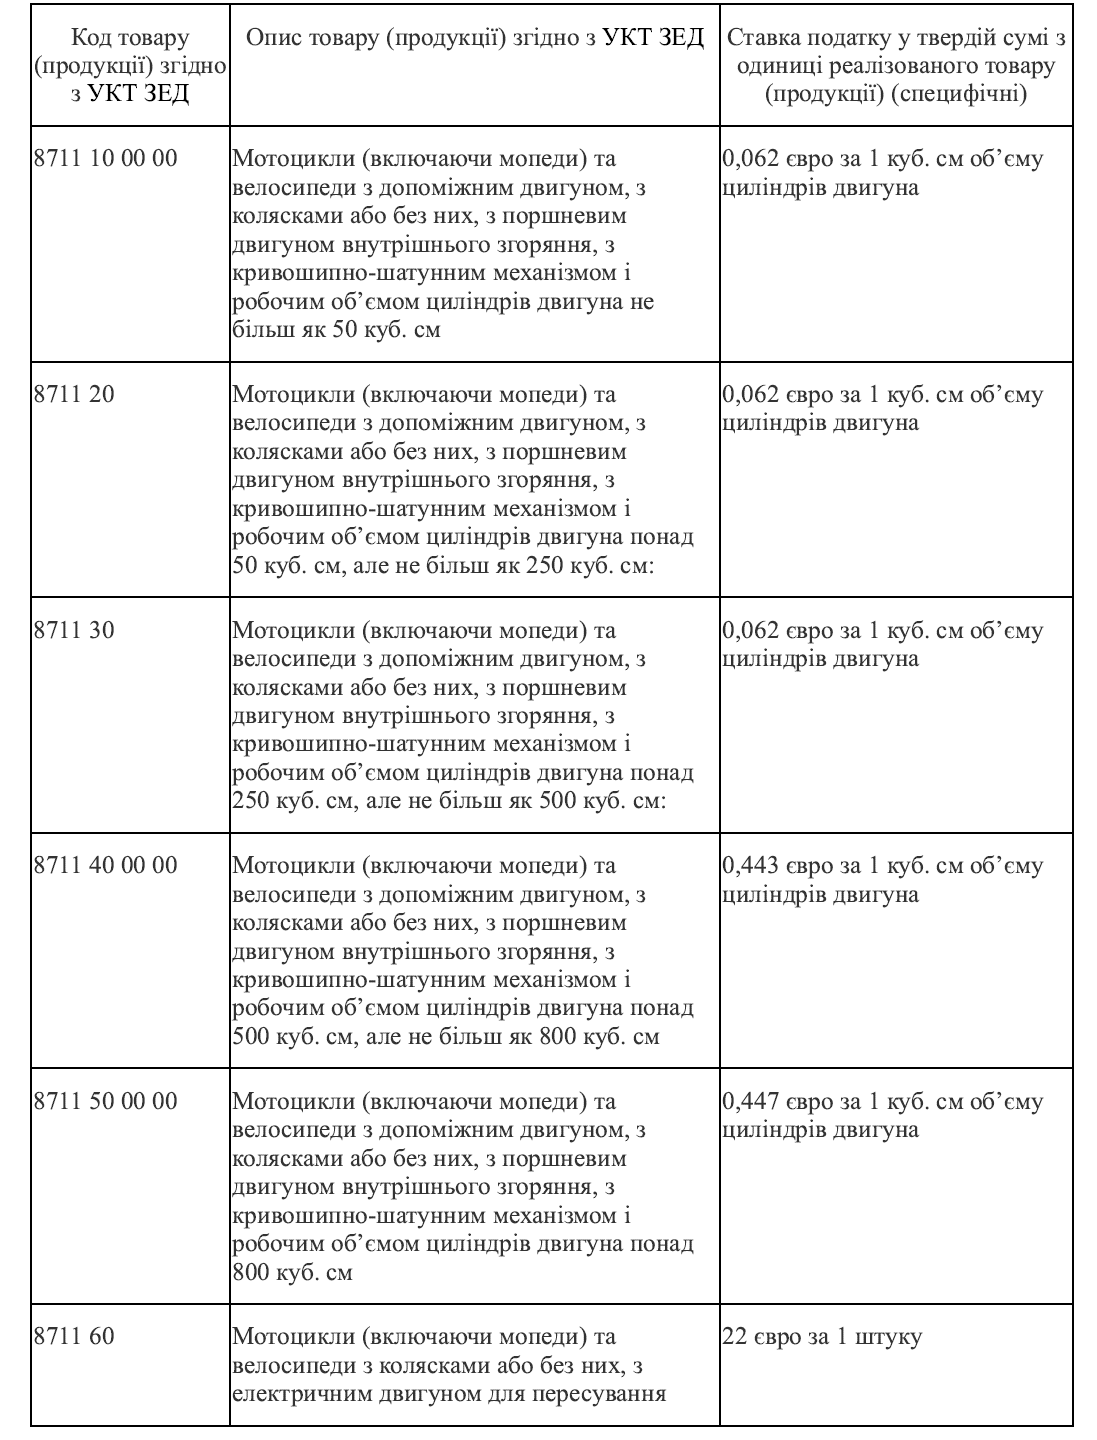 Код товару
(продукції) згідно
з УКТ ЗЕД
Опис товару (продукції) згідно з УКТ ЗЕД
Ставка податку у твердій сумі з
одиниці реалізованого товару
(продукції) (специфічні)
8711 10 00 00
Мотоцикли (включаючи мопеди) та
велосипеди з допоміжним двигуном, з
колясками або без них, з поршневим
двигуном внутрішнього згоряння, з
кривошипно-шатунним механізмом і
робочим об’ємом циліндрів двигуна не
більш як 50 куб. см
0,062 євро за 1 куб. см об’єму
циліндрів двигуна
8711 20
Мотоцикли (включаючи мопеди) та
велосипеди з допоміжним двигуном, з
колясками або без них, з поршневим
двигуном внутрішнього згоряння, з
кривошипно-шатунним механізмом і
робочим об’ємом циліндрів двигуна понад
50 куб. см, але не більш як 250 куб. см:
0,062 євро за 1 куб. см об’єму
циліндрів двигуна
8711 30
Мотоцикли (включаючи мопеди) та
велосипеди з допоміжним двигуном, з
колясками або без них, з поршневим
двигуном внутрішнього згоряння, з
кривошипно-шатунним механізмом і
робочим об’ємом циліндрів двигуна понад
250 куб. см, але не більш як 500 куб. см:
0,062 євро за 1 куб. см об’єму
циліндрів двигуна
8711 40 00 00
Мотоцикли (включаючи мопеди) та
велосипеди з допоміжним двигуном, з
колясками або без них, з поршневим
двигуном внутрішнього згоряння, з
кривошипно-шатунним механізмом і
робочим об’ємом циліндрів двигуна понад
500 куб. см, але не більш як 800 куб. см
0,443 євро за 1 куб. см об’єму
циліндрів двигуна
8711 50 00 00
Мотоцикли (включаючи мопеди) та
велосипеди з допоміжним двигуном, з
колясками або без них, з поршневим
двигуном внутрішнього згоряння, з
кривошипно-шатунним механізмом і
робочим об’ємом циліндрів двигуна понад
800 куб. см
0,447 євро за 1 куб. см об’єму
циліндрів двигуна
8711 60
Мотоцикли (включаючи мопеди) та
велосипеди з колясками або без них, з
електричним двигуном для пересування
22 євро за 1 штуку